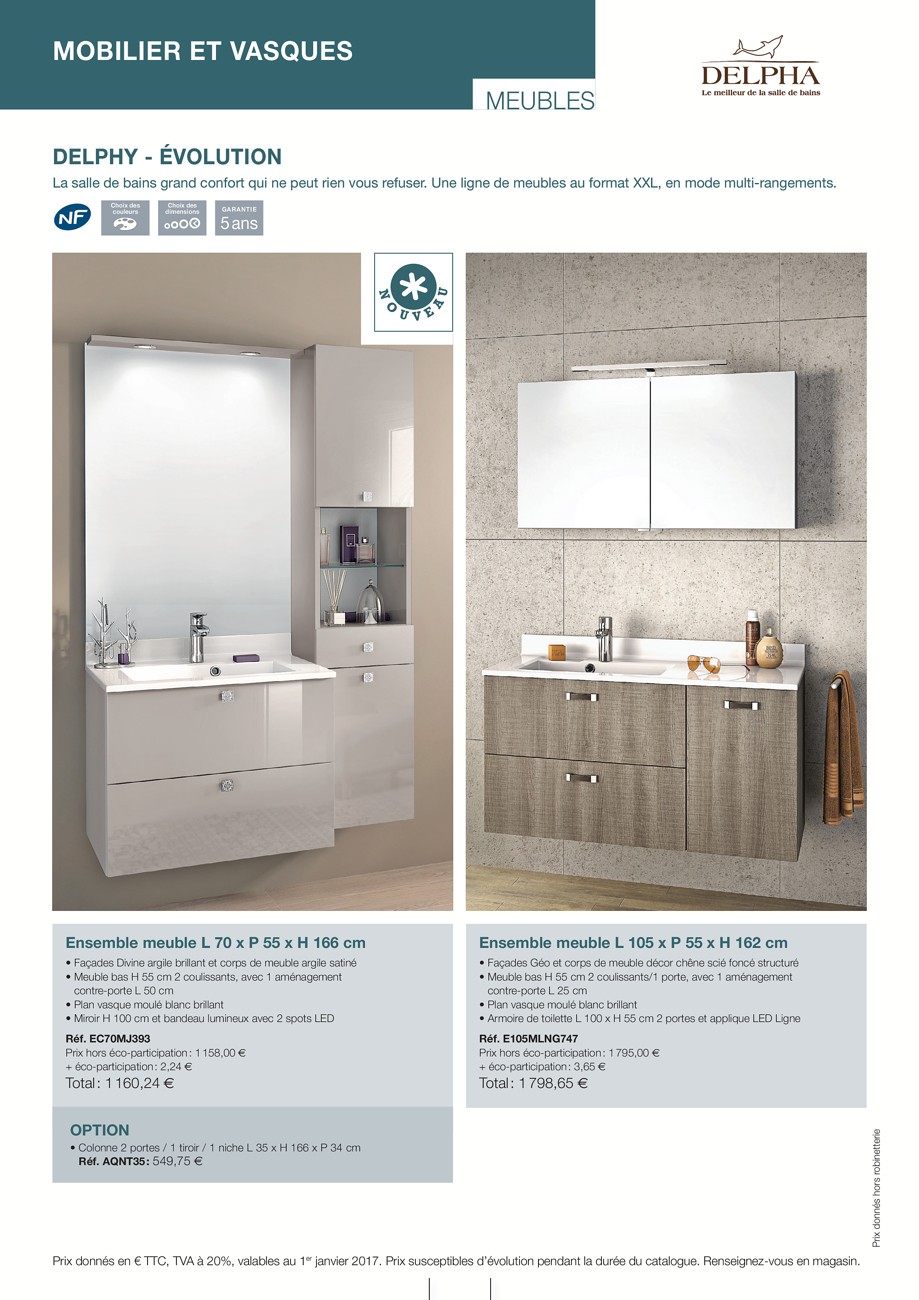 MOBILIER ET VASQUES
MEUBLES
DELPHA
Le meilleur de la salle de bains
DELPHY - ÉVOLUTION
La salle de bains grand confort qui ne peut rien vous refuser. Une ligne de meubles au format XXL, en mode multi-rangements.
NF
Choix des
couleurs
Choix des
dimensions
GARANTIE
5 ans
NOUVEAU
Ensemble meuble L 70 x P 55 x H 166 cm
• Façades Divine argile brillant et corps de meuble argile satiné
• Meuble bas H 55 cm 2 coulissants, avec 1 aménagement
contre-porte L 50 cm
• Plan vasque moulé blanc brillant
• Miroir H 100 cm et bandeau lumineux avec 2 spots LED
Réf. EC70MJ393
Prix hors éco-participation : 1 158,00 €
+ éco-participation : 2,24 €
Total : 1 160,24 €
OPTION
• Colonne 2 portes / 1 tiroir / 1 niche L 35 x H 166 x P 34 cm
Réf. AQNT35 : 549,75 €
Ensemble meuble L 105 x P 55 x H 162 cm
• Façades Géo et corps de meuble décor chêne scié foncé structuré
• Meuble bas H 55 cm 2 coulissants/1 porte, avec 1 aménagement
contre-porte L 25 cm
• Plan vasque moulé blanc brillant
• Armoire de toilette L 100 x H 55 cm 2 portes et applique LED Ligne
Réf. E105MLNG747
Prix hors éco-participation : 1 795,00 €
+ éco-participation : 3,65 €
Total : 1 798,65 €
Prix donnés hors robinetterie
Prix donnés en € TTC, TVA à 20%, valables au 1er janvier 2017. Prix susceptibles d'évolution pendant la durée du catalogue. Renseignez-vous en magasin.